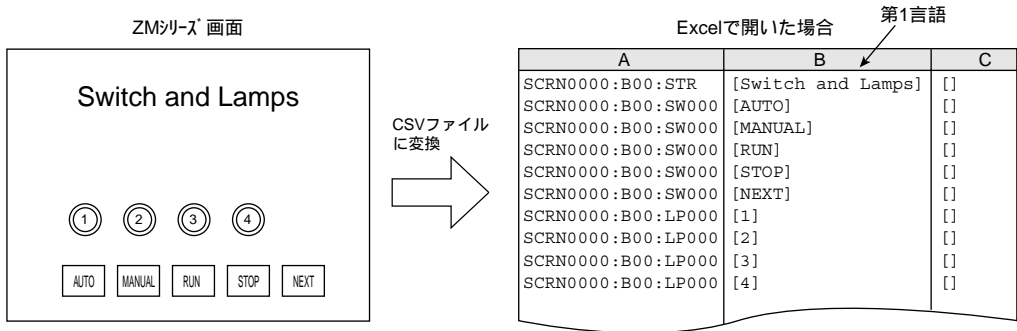 ZMｼﾘｰｽﾞ 画面
Switch and Lamps
1 2 3 4
AUTO MANUAL RUN STOP NEXT
CSVファイル
に変換
Excelで開いた場合
第1言語
A B C
SCRN0000:B00:STR [Switch and Lamps] []
SCRN0000:B00:SW000 [AUTO] []
SCRN0000:B00:SW000 [MANUAL] []
SCRN0000:B00:SW000 [RUN] []
SCRN0000:B00:SW000 [STOP] []
SCRN0000:B00:SW000 [NEXT] []
SCRN0000:B00:LP000 [1] []
SCRN0000:B00:LP000 [2] []
SCRN0000:B00:LP000 [3] []
SCRN0000:B00:LP000 [4] []